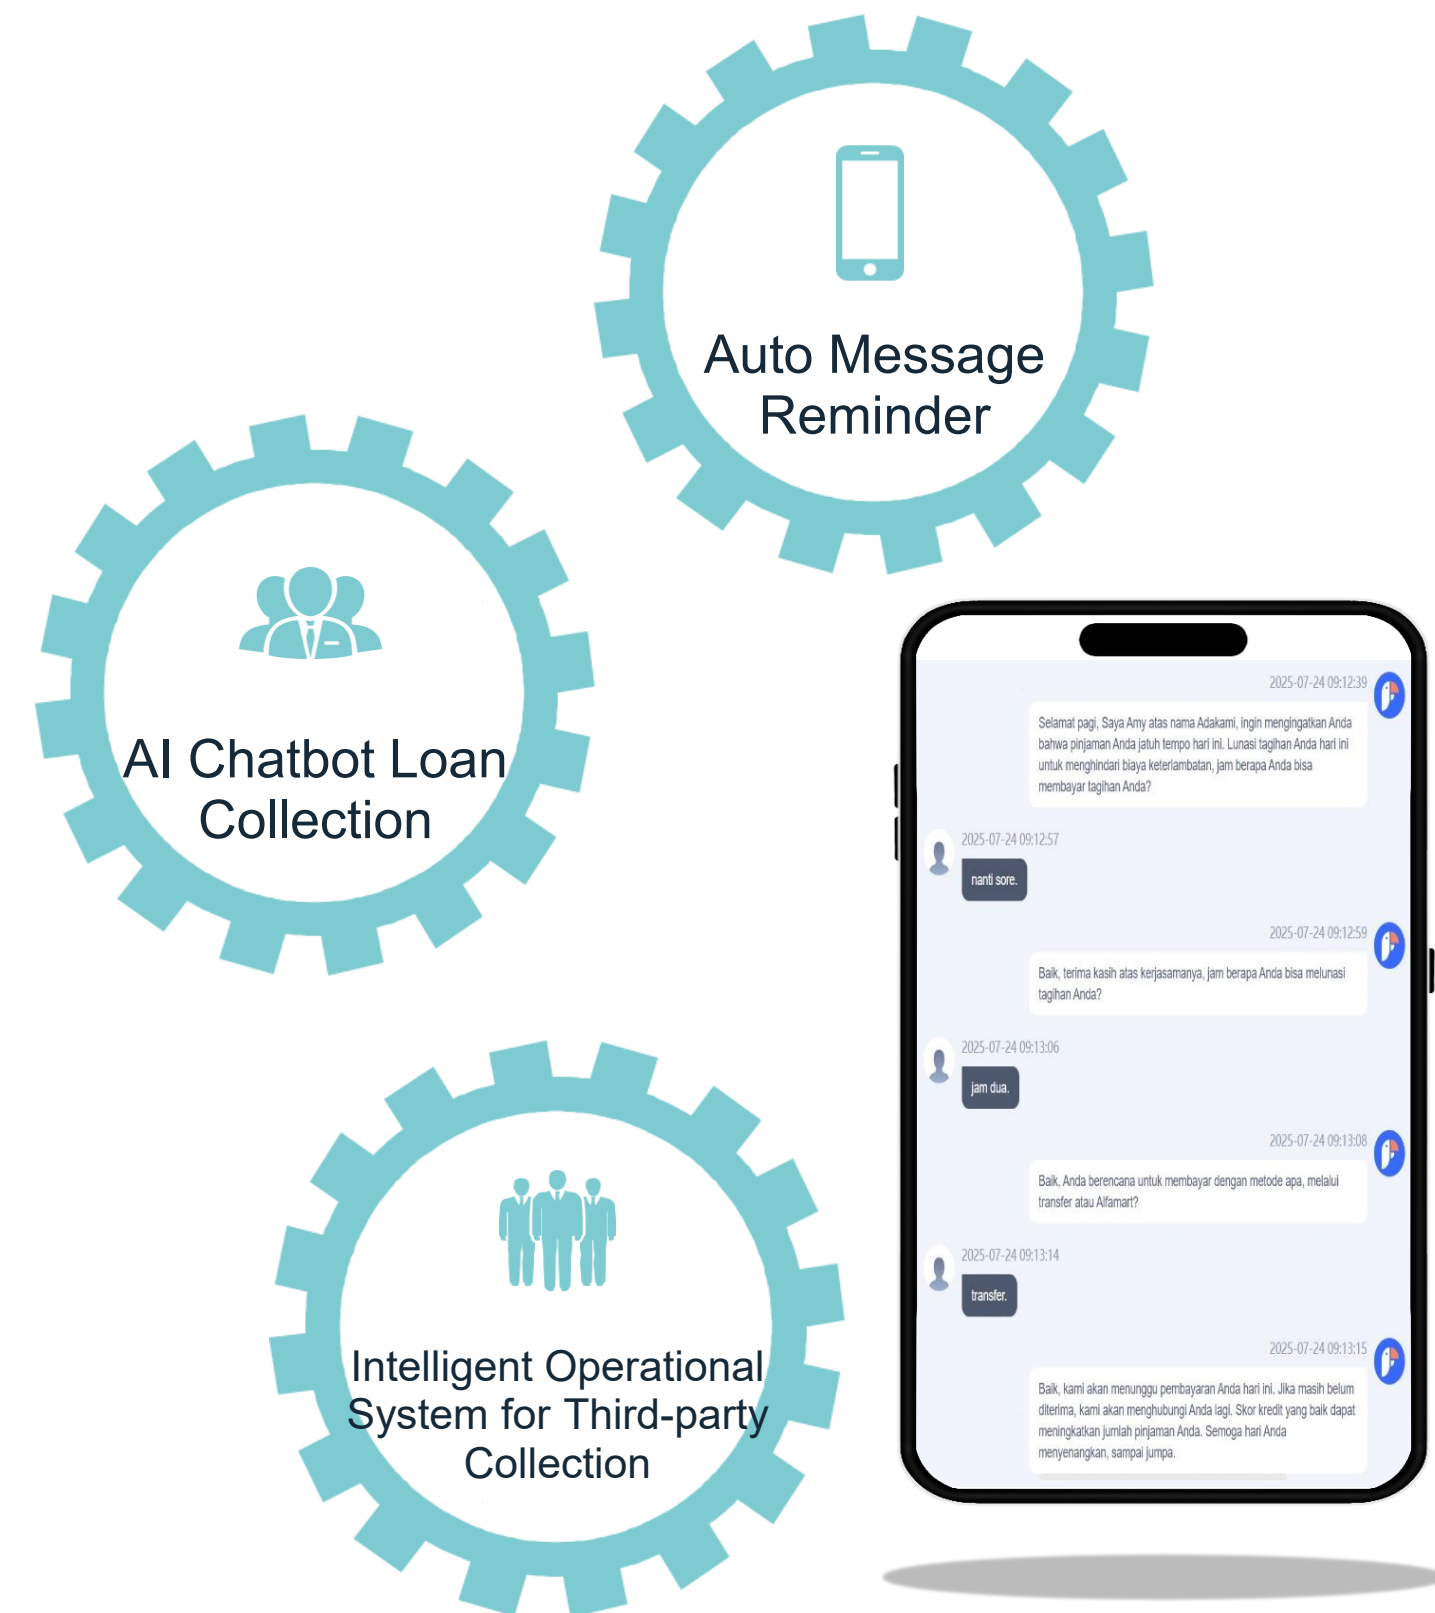 Auto Message
Reminder
AI Chatbot Loan
Collection
Intelligent Operational
System for Third-party
Collection
2025-07-24 09:12:39
Selamat pagi, Saya Amy atas nama Adakami, ingin mengingatkan Anda
bahwa pinjaman Anda jatuh tempo hari ini. Lunasi tagihan Anda hari ini
untuk menghindari biaya keterlambatan, jam berapa Anda bisa
membayar tagihan Anda?
2025-07-24 09:12:57
nanti sore.
2025-07-24 09:12:59
Baik, terima kasih atas kerjasamanya, jam berapa Anda bisa melunasi
tagihan Anda?
2025-07-24 09:13:06
jam dua.
2025-07-24 09:13:08
Baik, Anda berencana untuk membayar dengan metode apa, melalui
transfer atau Alfamart?
2025-07-24 09:13:14
transfer.
2025-07-24 09:13:15
Baik, kami akan menunggu pembayaran Anda hari ini. Jika masih belum
diterima, kami akan menghubungi Anda lagi. Skor kredit yang baik dapat
meningkatkan jumlah pinjaman Anda. Semoga hari Anda
menyenangkan, sampai jumpa.